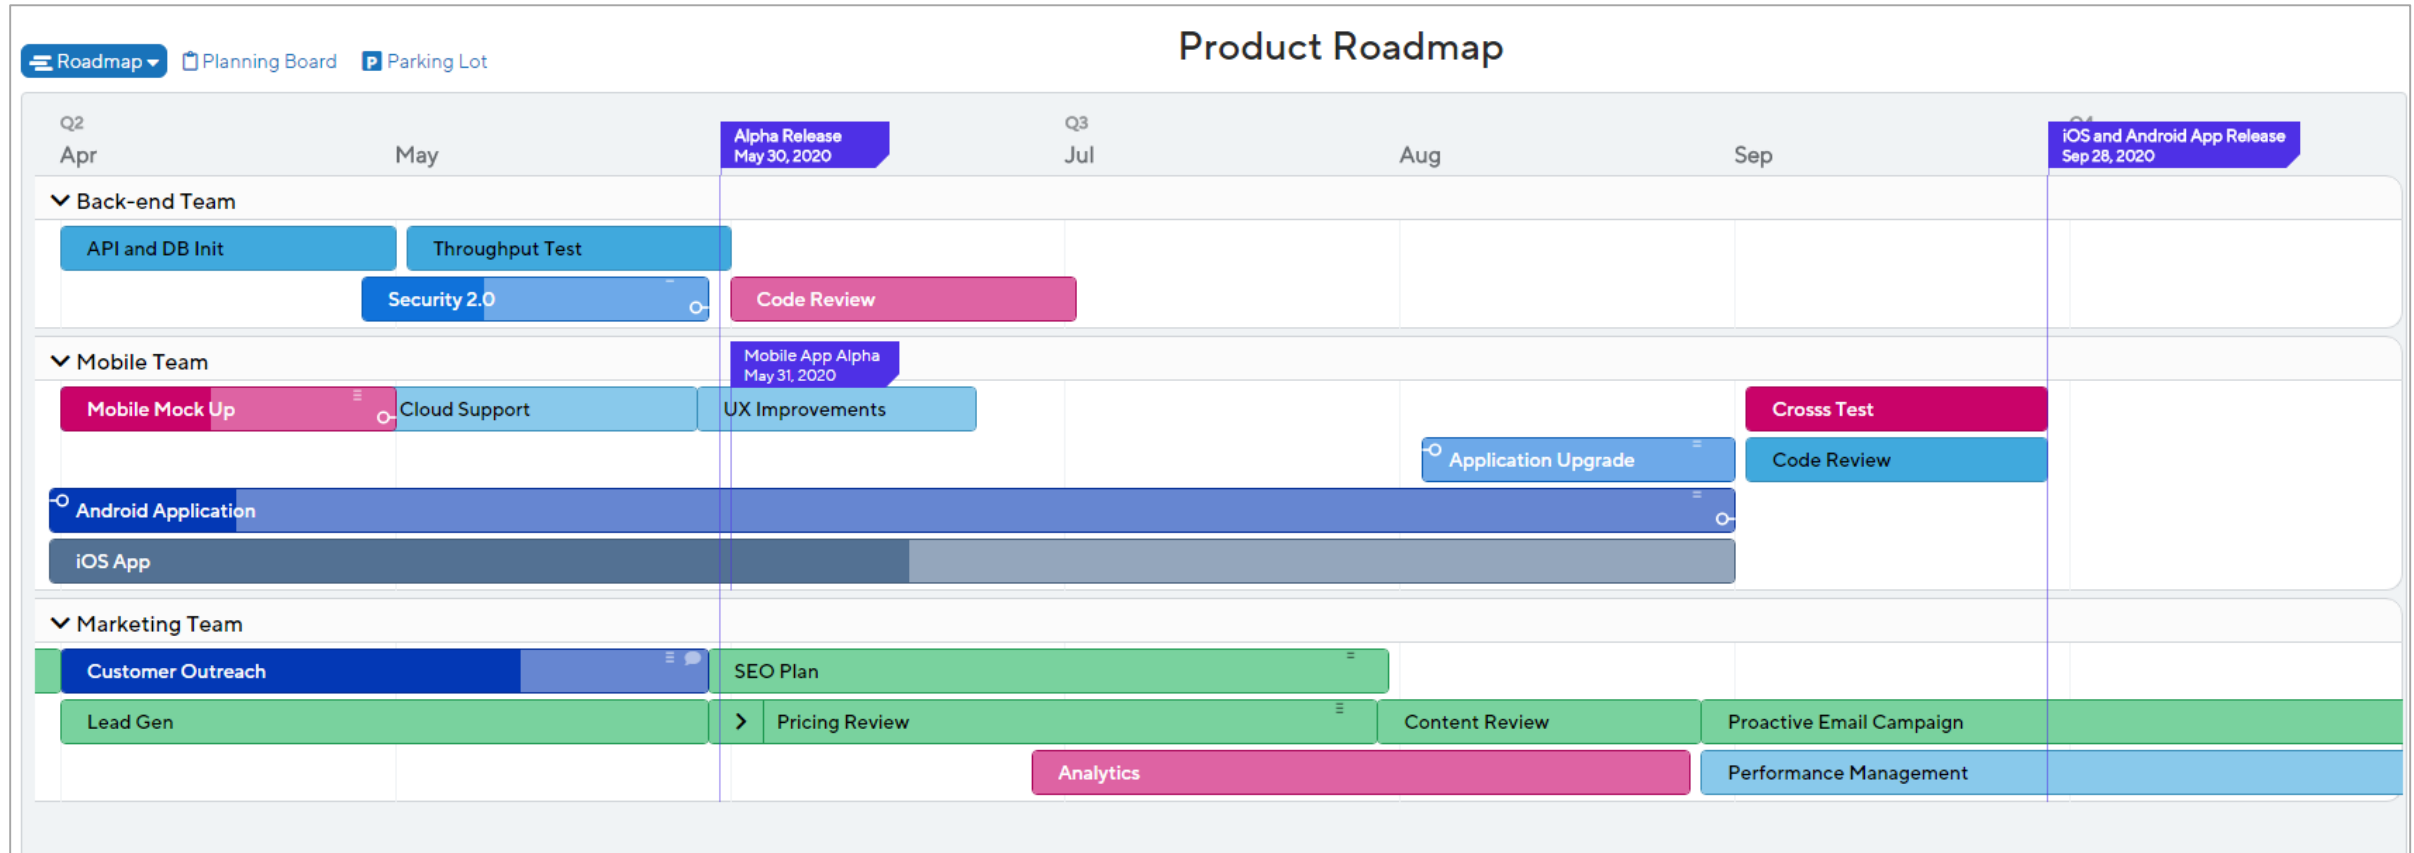 Product Roadmap
Roadmap
Planning Board
Parking Lot
Q2
Q3
Apr
May
Alpha Release
May 30, 2020
Jul
Aug
Sep
iOS and Android App Release
Sep 28, 2020
Back-end Team
API and DB Init
Throughput Test
Security 2.0
Code Review
Mobile Team
Mobile App Alpha
May 31, 2020
Mobile Mock Up
Cloud Support
UX Improvements
Crosss Test
Application Upgrade
Code Review
Android Application
iOS App
Marketing Team
Customer Outreach
SEO Plan
Lead Gen
Pricing Review
Content Review
Proactive Email Campaign
Analytics
Performance Management